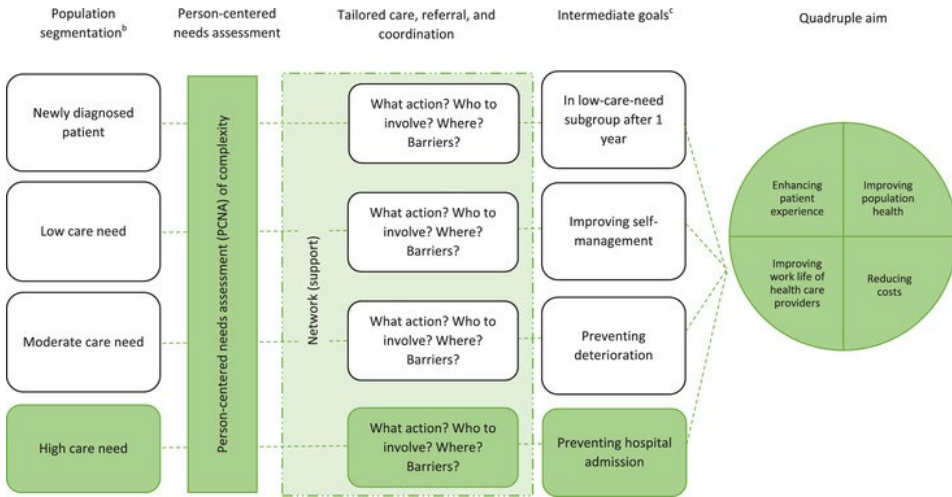 Population
segmentationᵇ
Person-centered
needs assessment
Tailored care, referral, and
coordination
Intermediate goalsᶜ
Quadruple aim
Newly diagnosed
patient
Low care need
Moderate care need
High care need
Person-centered needs assessment (PCNA) of complexity
Network (support)
What action? Who to
involve? Where?
Barriers?
What action? Who to
involve? Where?
Barriers?
What action? Who to
involve? Where?
Barriers?
What action? Who to
involve? Where?
Barriers?
In low-care-need
subgroup after 1
year
Improving self-
management
Preventing
deterioration
Preventing hospital
admission
Enhancing
patient
experience
Improving
population
health
Improving
work life of
health care
providers
Reducing
costs